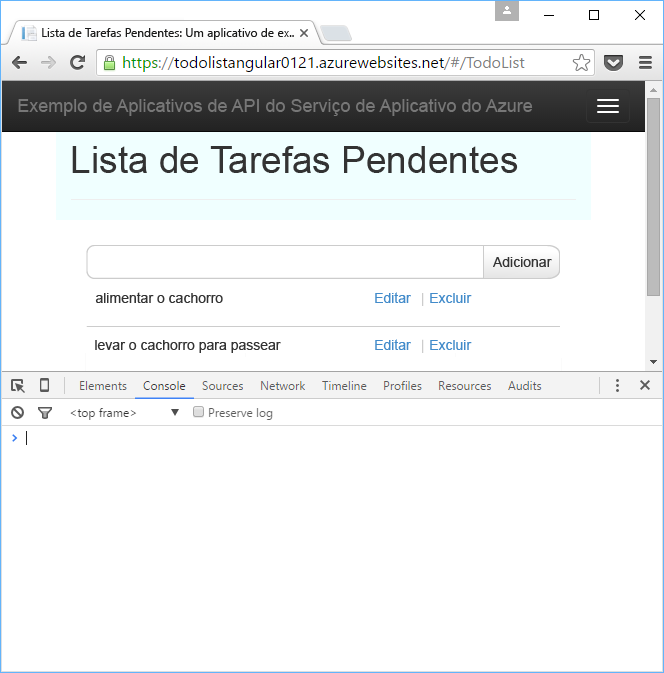 Lista de Tarefas Pendentes: Um aplicativo de ex...
https://todolistangular0121.azurewebsites.net/#/TodoList
Exemplo de Aplicativos de API do Serviço de Aplicativo do Azure
Lista de Tarefas Pendentes
Adicionar
alimentar o cachorro Editar | Excluir
levar o cachorro para passear Editar | Excluir
Elements Console Sources Network Timeline Profiles Resources Audits
<top frame> Preserve log